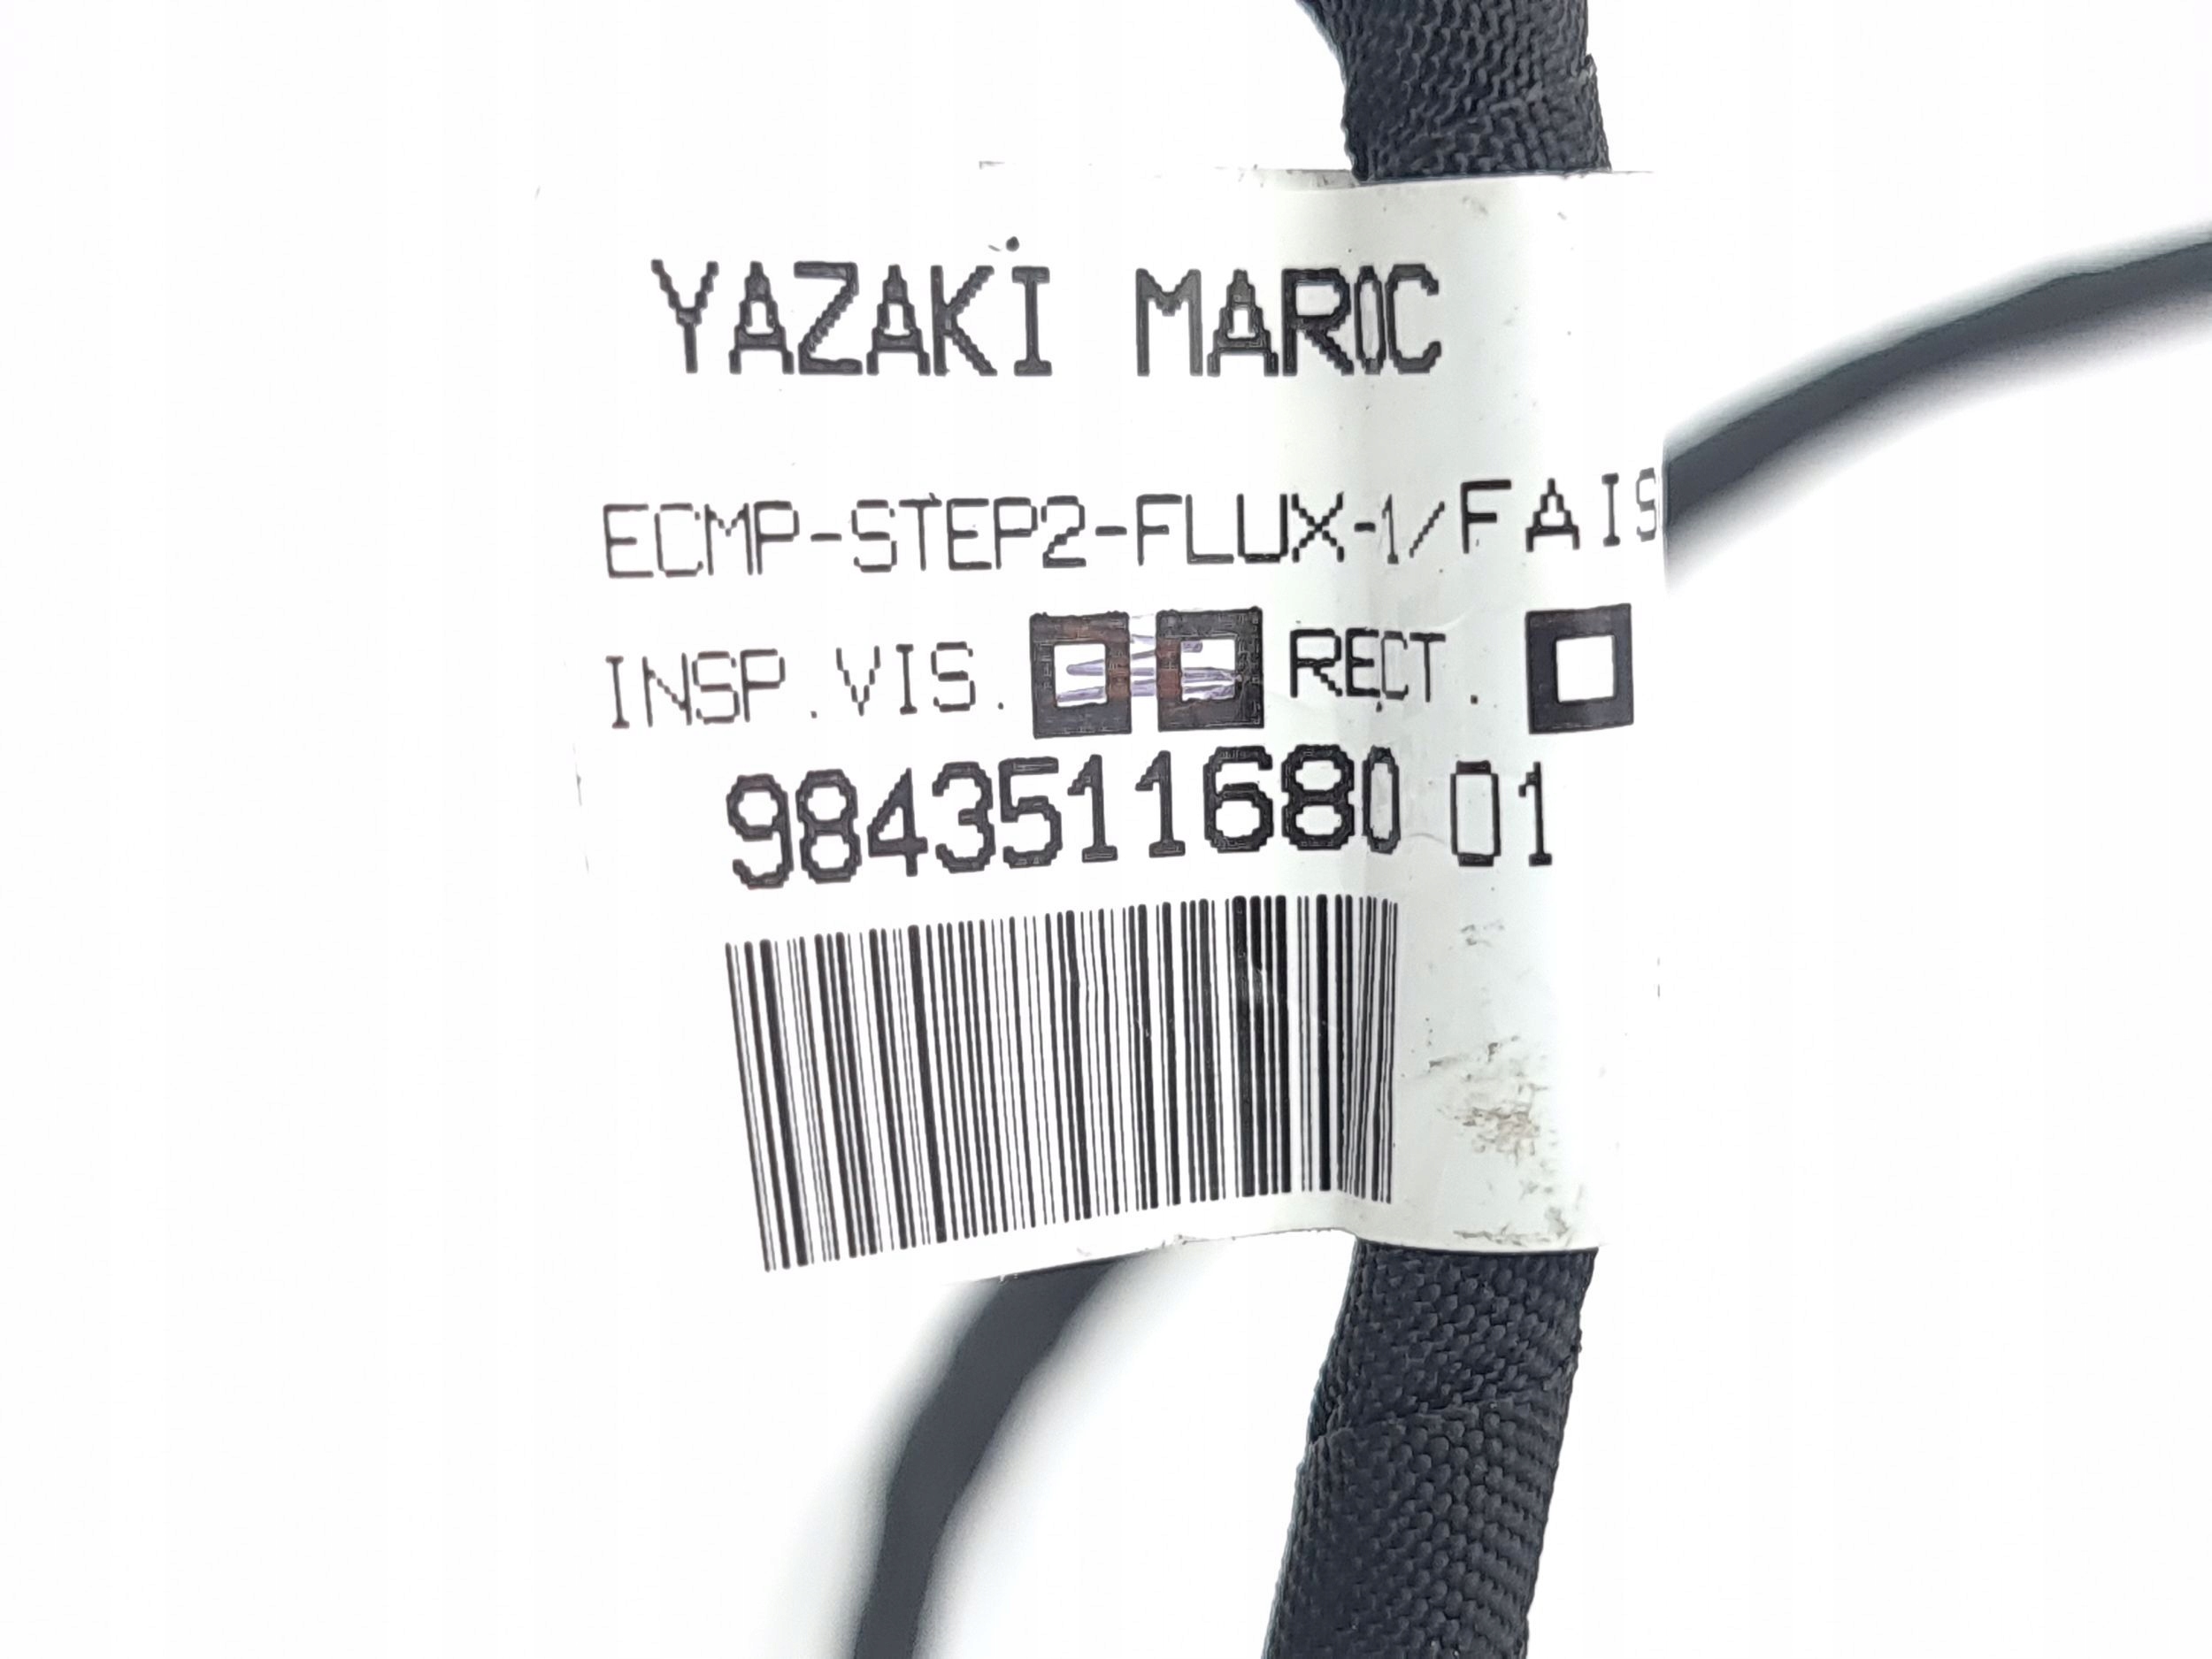 YAZAKI MAROC
ECMP-STEP2-FLUX-1/FAIS
INSP.VIS. RECT.
9843511680 01